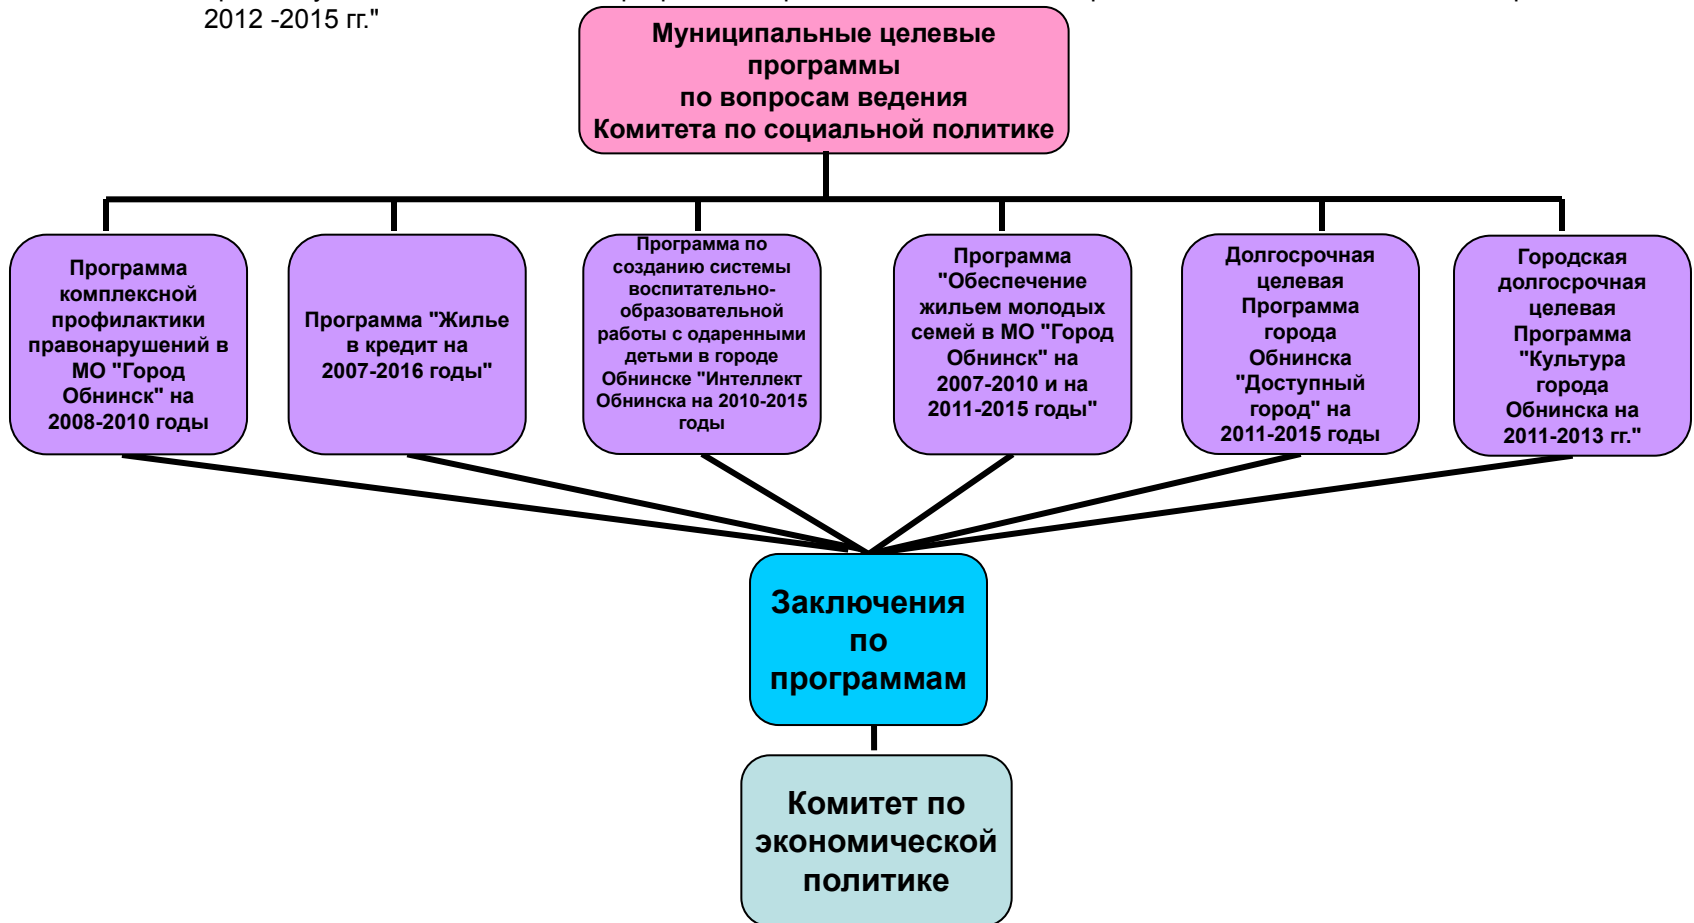 2012 -2015 гг."
Муниципальные целевые
программы
по вопросам ведения
Комитета по социальной политике
Программа
комплексной
профилактики
правонарушений в
МО "Город
Обнинск" на
2008-2010 годы
Программа "Жилье
в кредит на
2007-2016 годы"
Программа по
созданию системы
воспитательно-
образовательной
работы с одаренными
детьми в городе
Обнинске "Интеллект
Обнинска на 2010-2015
годы
Программа
"Обеспечение
жильем молодых
семей в МО "Город
Обнинск" на
2007-2010 и на
2011-2015 годы"
Долгосрочная
целевая
Программа
города
Обнинска
"Доступный
город" на
2011-2015 годы
Городская
долгосрочная
целевая
Программа
"Культура
города
Обнинска на
2011-2013 гг."
Заключения
по
программам
Комитет по
экономической
политике